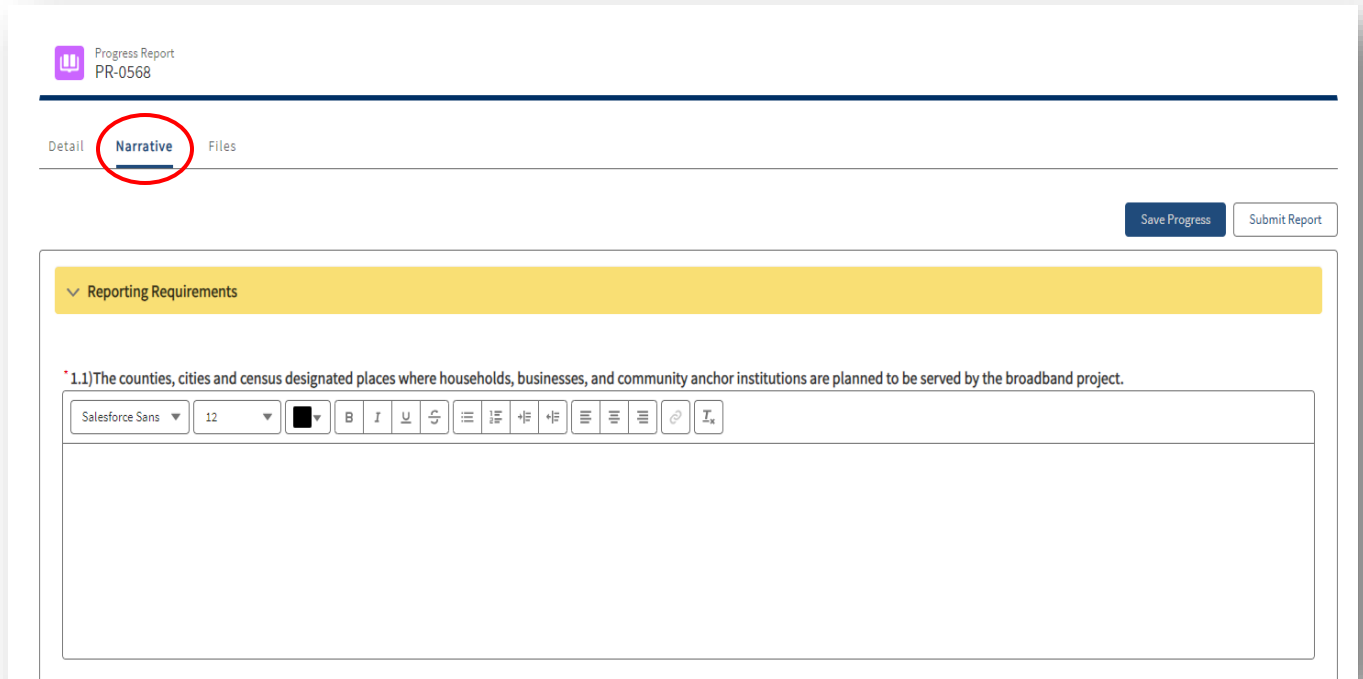 Progress Report
PR-0568
Detail Narrative Files
Save Progress Submit Report
Reporting Requirements
*1.1)The counties, cities and census designated places where households, businesses, and community anchor institutions are planned to be served by the broadband project.
Salesforce Sans 12 B I U S